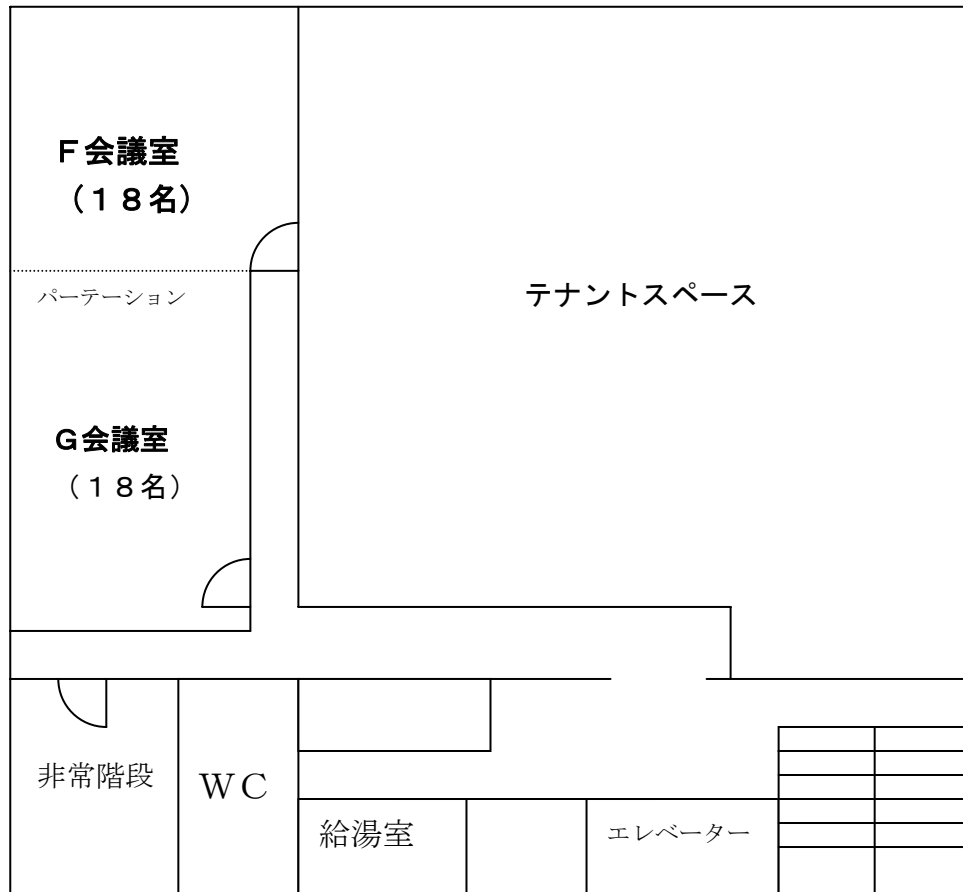 Ｆ会議室
（１８名）
パーテーション
テナントスペース
Ｇ会議室
（１８名）
非常階段
ＷＣ
給湯室
エレベーター